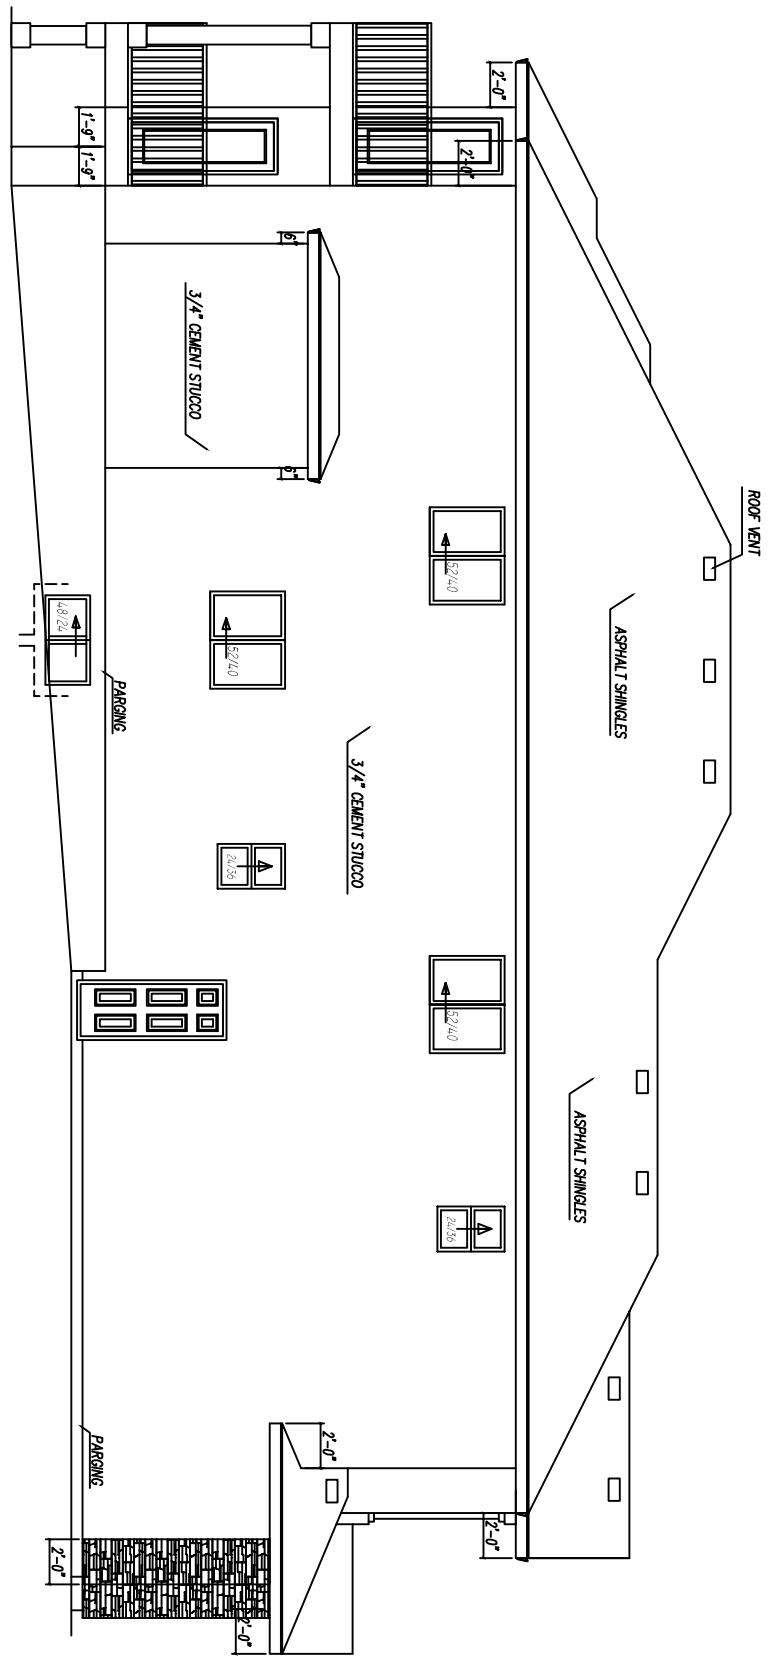 ROOF VENT
ASPHALT SHINGLES
ASPHALT SHINGLES
2'-0"
2'-0"
2'-0"
52/40
52/40
24/36
3/4" CEMENT STUCCO
2'-0"
6"
6"
52/40
24/36
2'-0"
3/4" CEMENT STUCCO
PARGING
PARGING
1'-9" 1'-9"
48/24
2'-0"